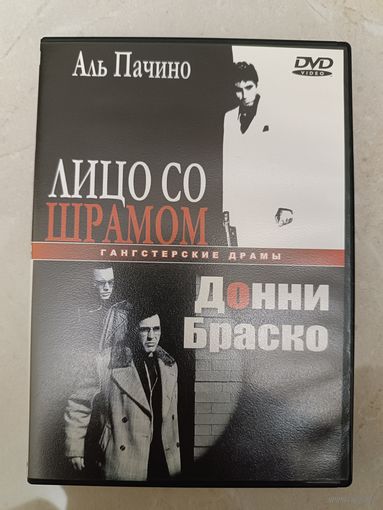 Аль Пачино
DVD
VIDEO
ЛИЦО СО
ШРАМОМ
ГАНГСТЕРСКИЕ ДРАМЫ
Донни
Браско